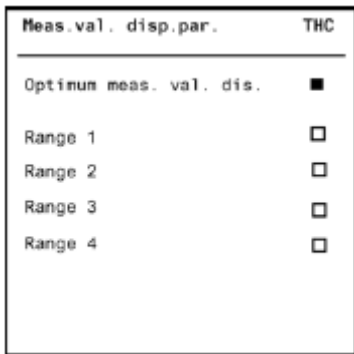 Meas.val. disp.par. THC
Optimum meas. val. dis. ■
Range 1 □
Range 2 □
Range 3 □
Range 4 □